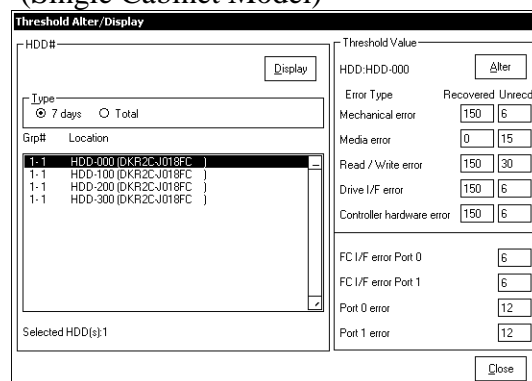 (Single Cabinet Model)
Threshold Alter/Display
HDD#
Display
Type
7 days Total
Grp# Location
1- 1 HDD-000 (DKR2C-J018FC )
1- 1 HDD-100 (DKR2C-J018FC )
1- 1 HDD-200 (DKR2C-J018FC )
1- 1 HDD-300 (DKR2C-J018FC )
Selected HDD(s):1
Threshold Value
HDD:HDD-000 Alter
Error Type Recovered Unrecd
Mechanical error 150 6
Media error 0 15
Read / Write error 150 30
Drive I/F error 150 6
Controller hardware error 150 6
FC I/F error Port 0 6
FC I/F error Port 1 6
Port 0 error 12
Port 1 error 12
Close